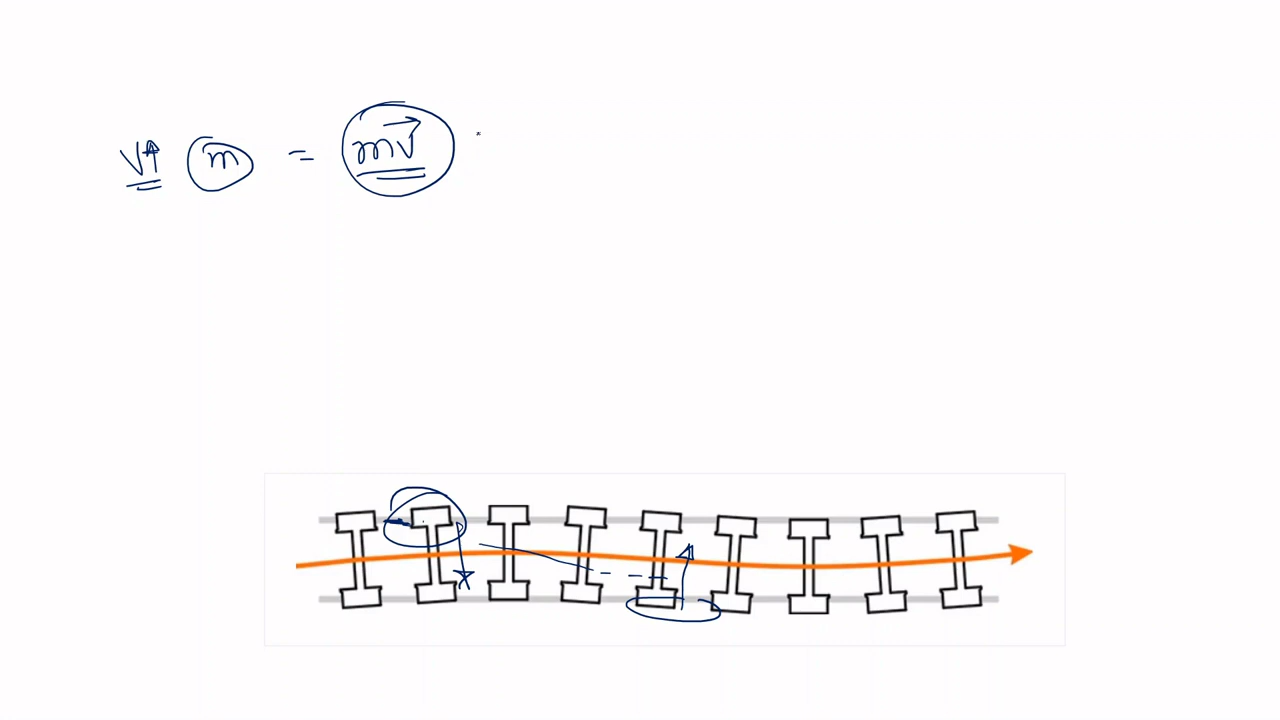 v↑ m = mv⃗